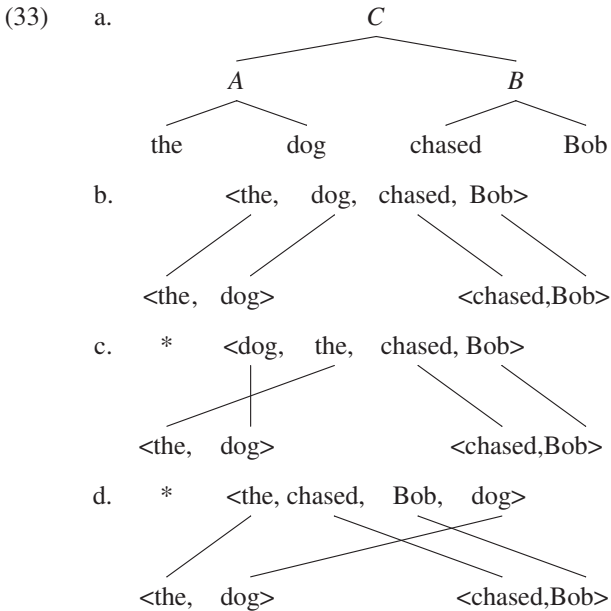 (33) a. C
A B
the dog chased Bob
b. <the, dog, chased, Bob>
<the, dog> <chased,Bob>
c. * <dog, the, chased, Bob>
<the, dog> <chased,Bob>
d. * <the, chased, Bob, dog>
<the, dog> <chased,Bob>